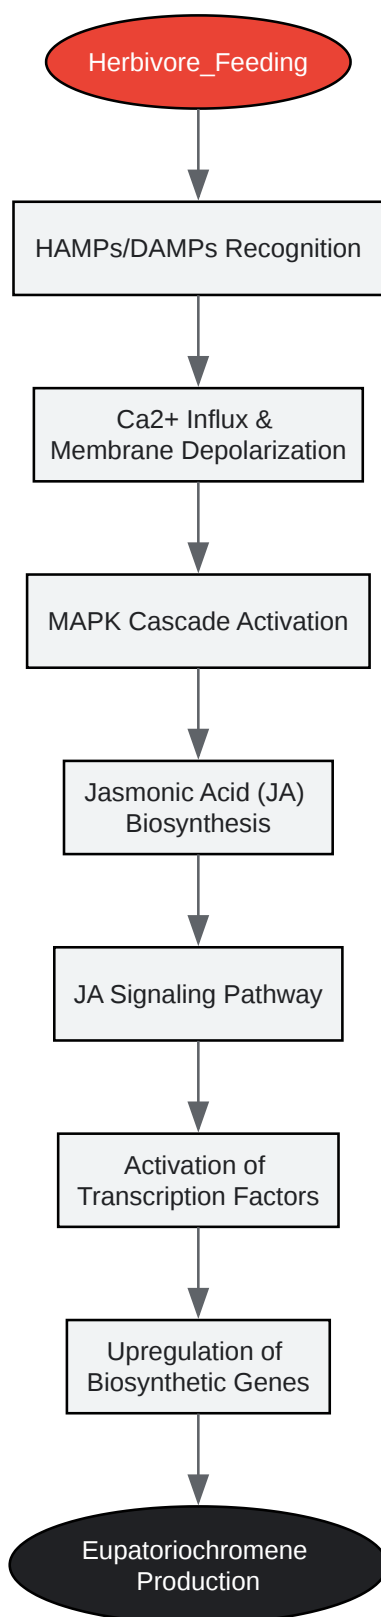 Herbivore_Feeding
HAMPs/DAMPs Recognition
Ca2+ Influx &
Membrane Depolarization
MAPK Cascade Activation
Jasmonic Acid (JA)
Biosynthesis
JA Signaling Pathway
Activation of
Transcription Factors
Upregulation of
Biosynthetic Genes
Eupatoriochromene
Production